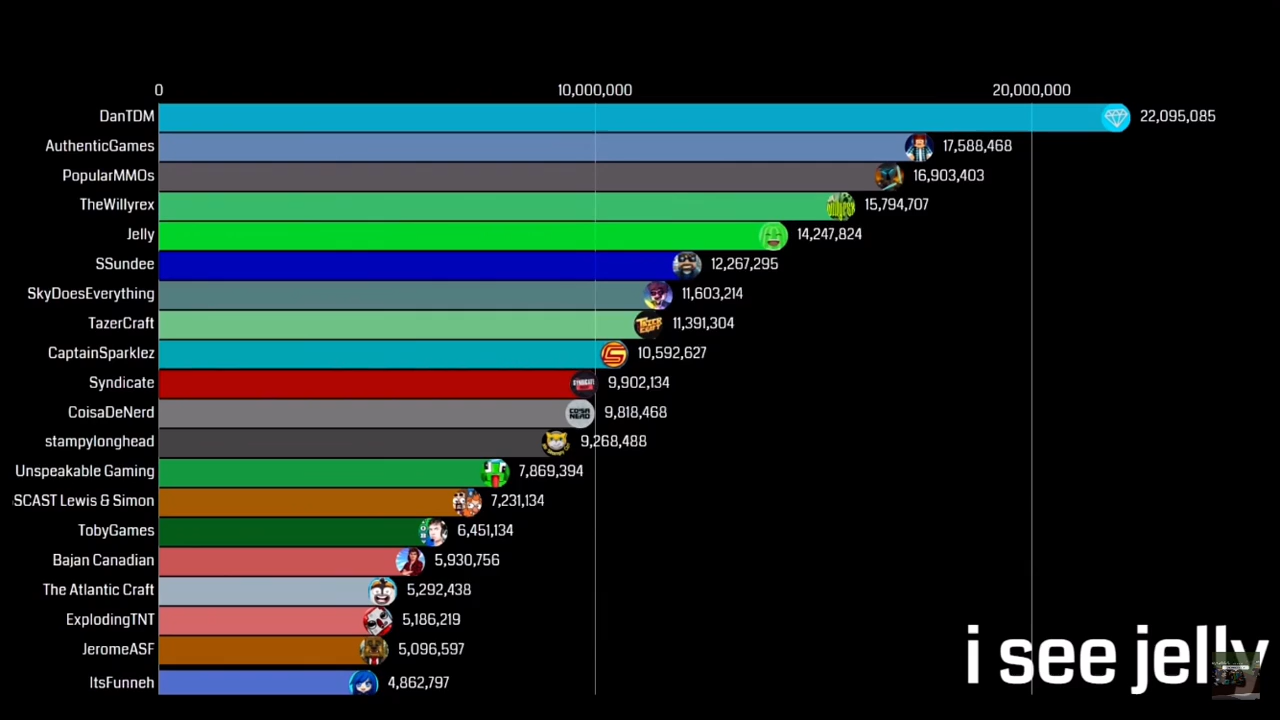 0 10,000,000 20,000,000
DanTDM 22,095,085
AuthenticGames 17,588,468
PopularMMOs 16,903,403
TheWillyrex 15,794,707
Jelly 14,247,824
SSundee 12,267,295
SkyDoesEverything 11,603,214
TazerCraft 11,391,304
CaptainSparklez 10,592,627
Syndicate 9,902,134
CoisaDeNerd 9,818,468
stampylonghead 9,268,488
Unspeakable Gaming 7,869,394
SCAST Lewis & Simon 7,231,134
TobyGames 6,451,134
Bajan Canadian 5,930,756
The Atlantic Craft 5,292,438
ExplodingTNT 5,186,219
JeromeASF 5,096,597
ItsFunneh 4,862,797
i see jelly